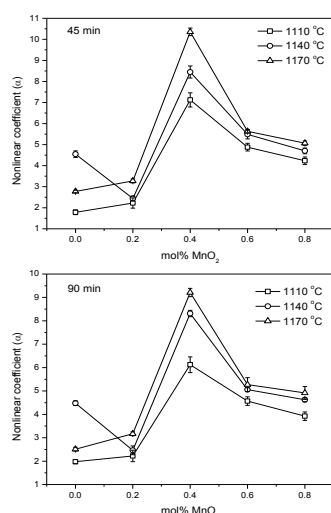 45 min
1110 °C
1140 °C
1170 °C
Nonlinear coefficient (α)
11
10
9
8
7
6
5
4
3
2
1
0.0 0.2 0.4 0.6 0.8
mol% MnO₂
90 min
1110 °C
1140 °C
1170 °C
Nonlinear coefficient (α)
10
9
8
7
6
5
4
3
2
1
0.0 0.2 0.4 0.6 0.8
mol% MnO